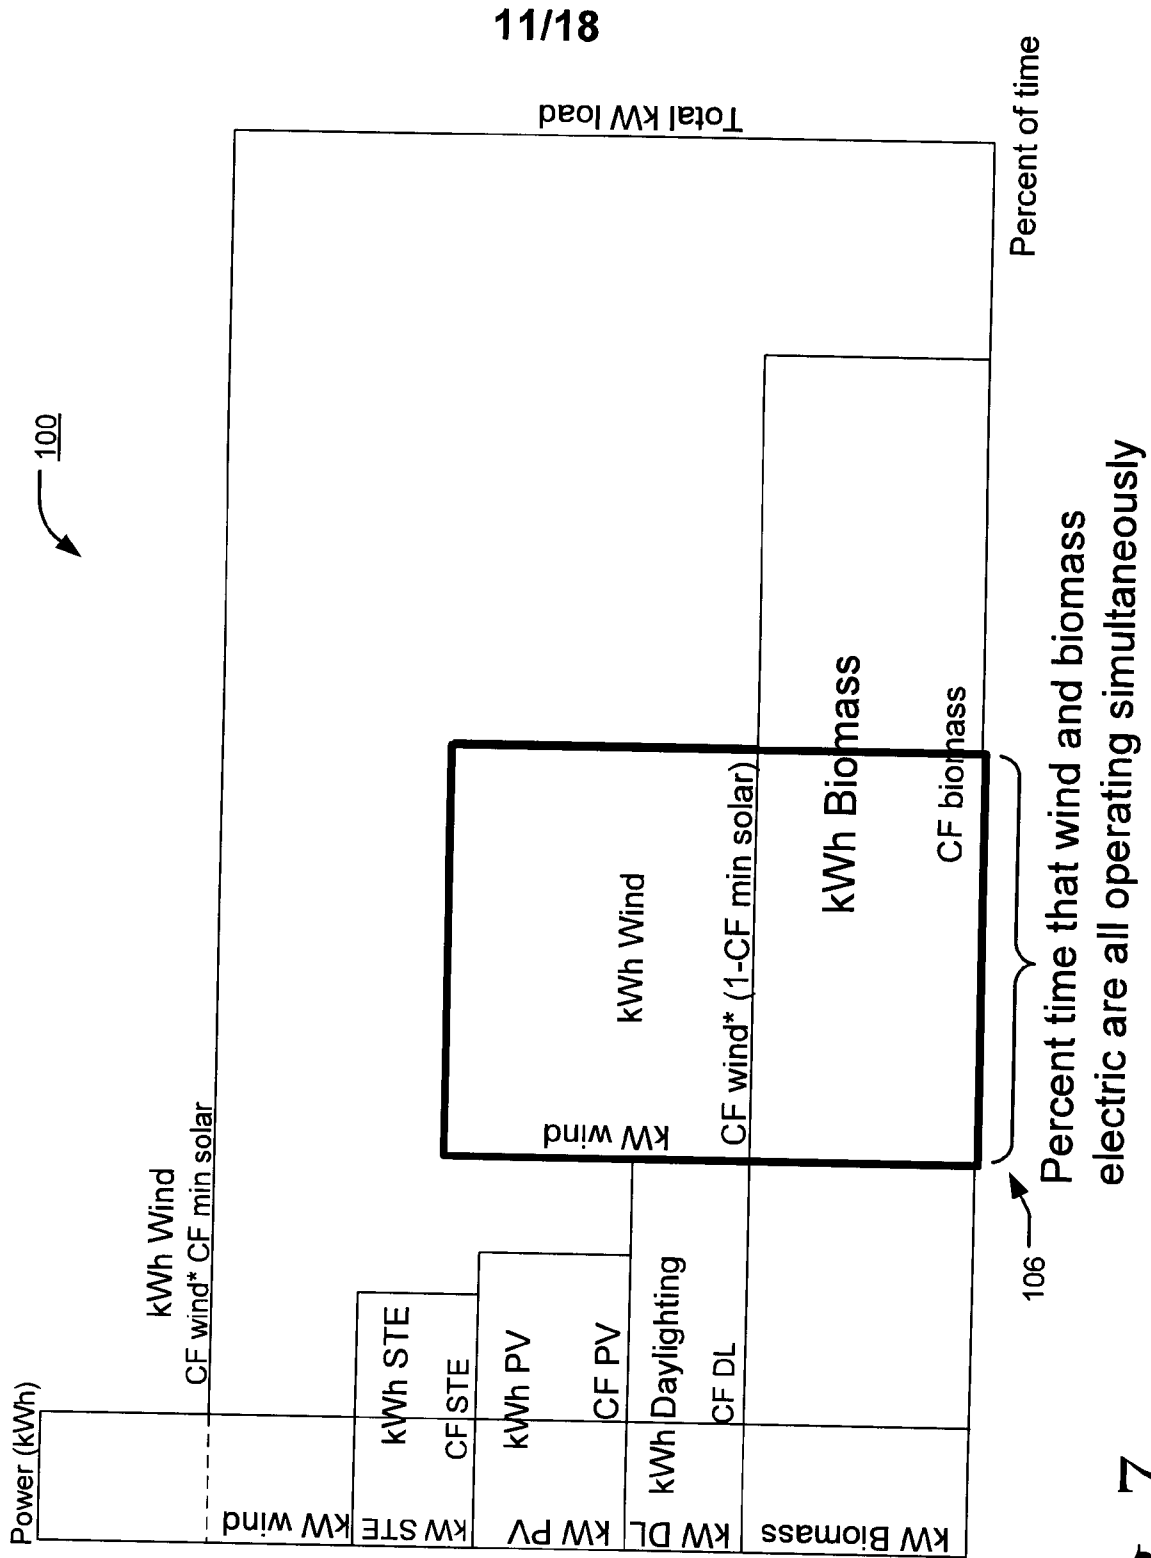 11/18
100
Power (kWh)
kWh Wind
CF wind* CF min solar
Total kW load
kW wind
kWh STE
CF STE
kW STE
kWh PV
CF PV
kW PV
kWh Daylighting
CF DL
kW DL
kW wind
kWh Wind
CF wind* (1-CF min solar)
kWh Biomass
CF biomass
kW Biomass
Percent of time
106
Percent time that wind and biomass
electric are all operating simultaneously
7